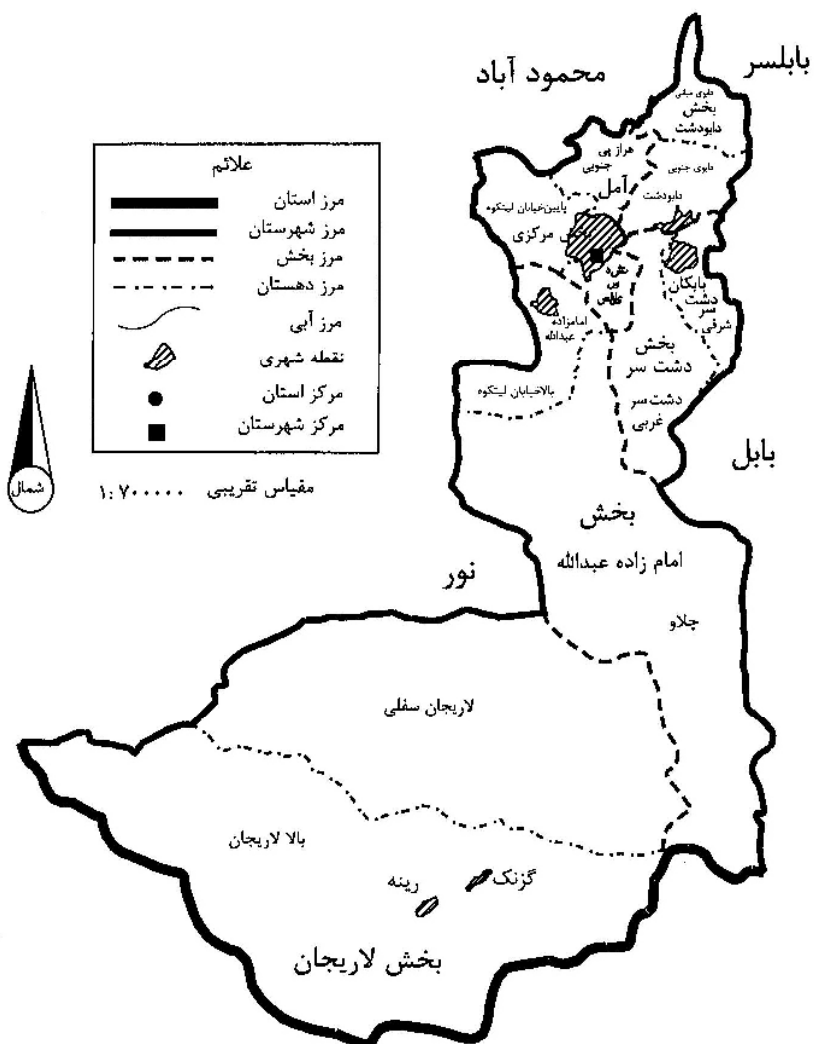 بابلسر
محمود آباد
دابوی میانی
بخش
دابودشت
هراز پی
جنوبی
دابوی جنوبی
آمل
دابودشت
پایین خیابان لیتکوه
مرکزی
بابکان
دشت
سر
شرقی
امامزاده
عبدالله
بخش
دشت سر
بالاخیابان لیتکوه
دشت سر
غربی
بابل
علائم
مرز استان
مرز شهرستان
مرز بخش
مرز دهستان
مرز آبی
نقطه شهری
مرکز استان
مرکز شهرستان
شمال
مقیاس تقریبی ۱:۷۰۰۰۰۰
بخش
امام زاده عبدالله
نور
چلاو
لاریجان سفلی
بالا لاریجان
گزنک
رینه
بخش لاریجان